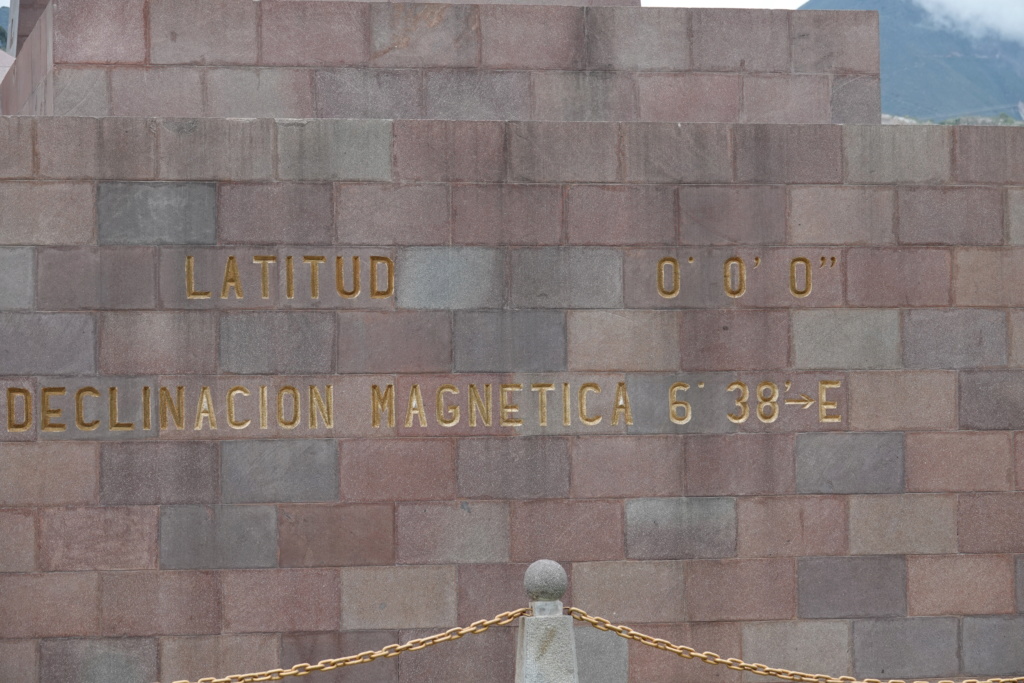 LATITUD 0° 0' 0"
DECLINACION MAGNETICA 6° 38'→E